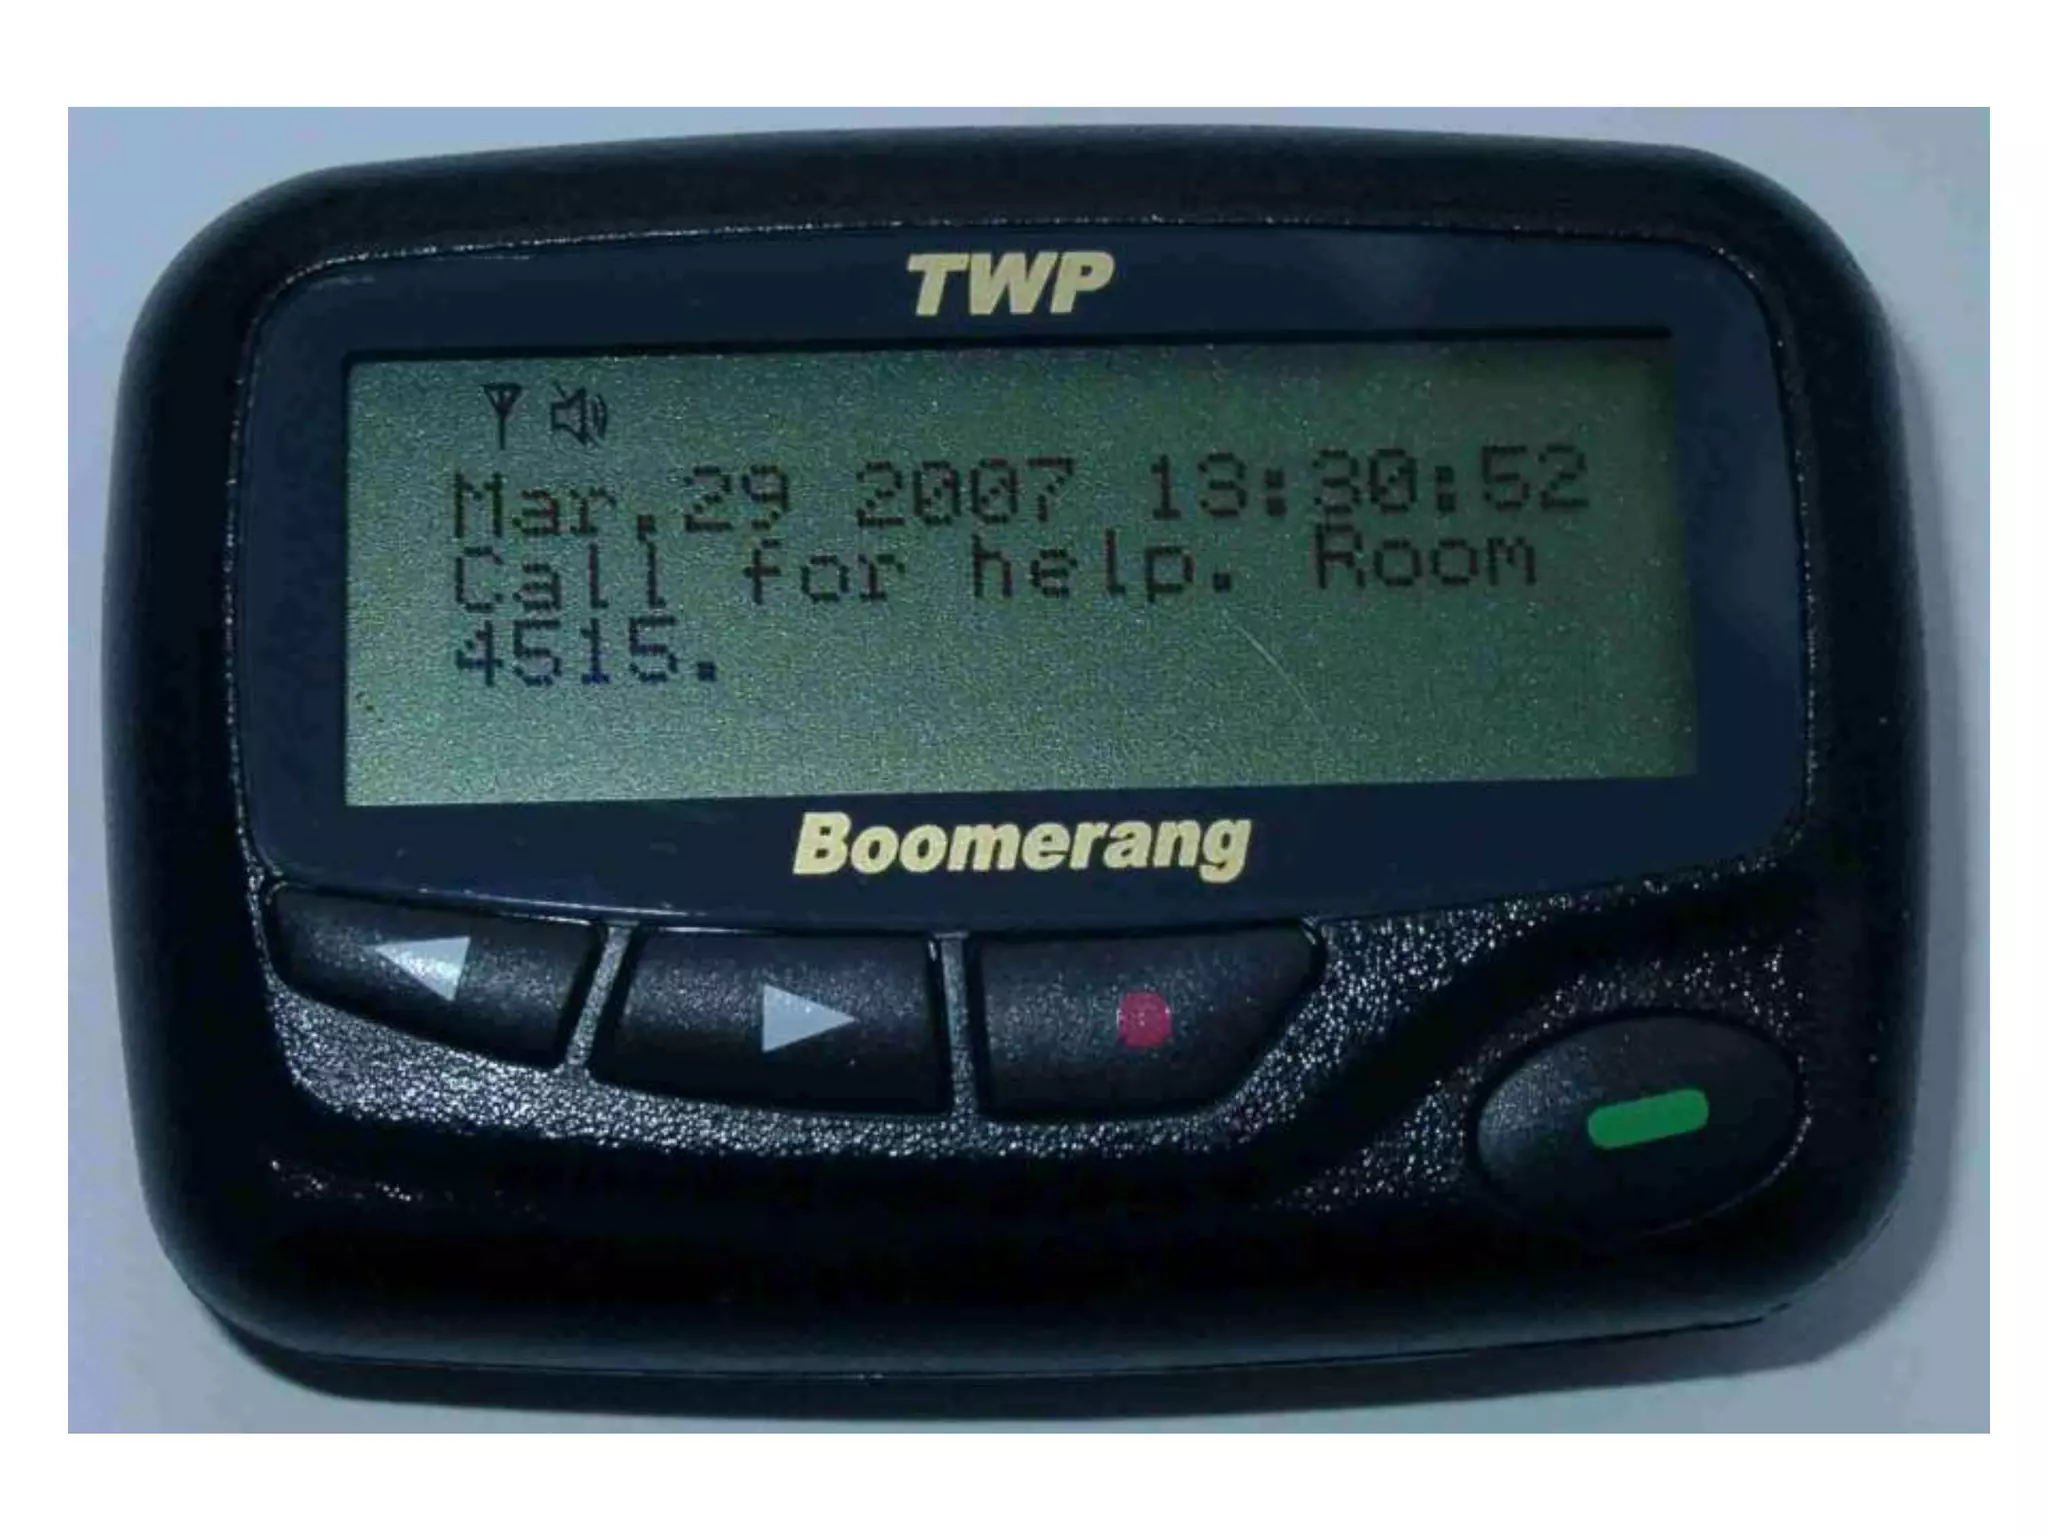 TWP
Mar.29 2007 13:30:52
Call for help. Room
4515.
Boomerang